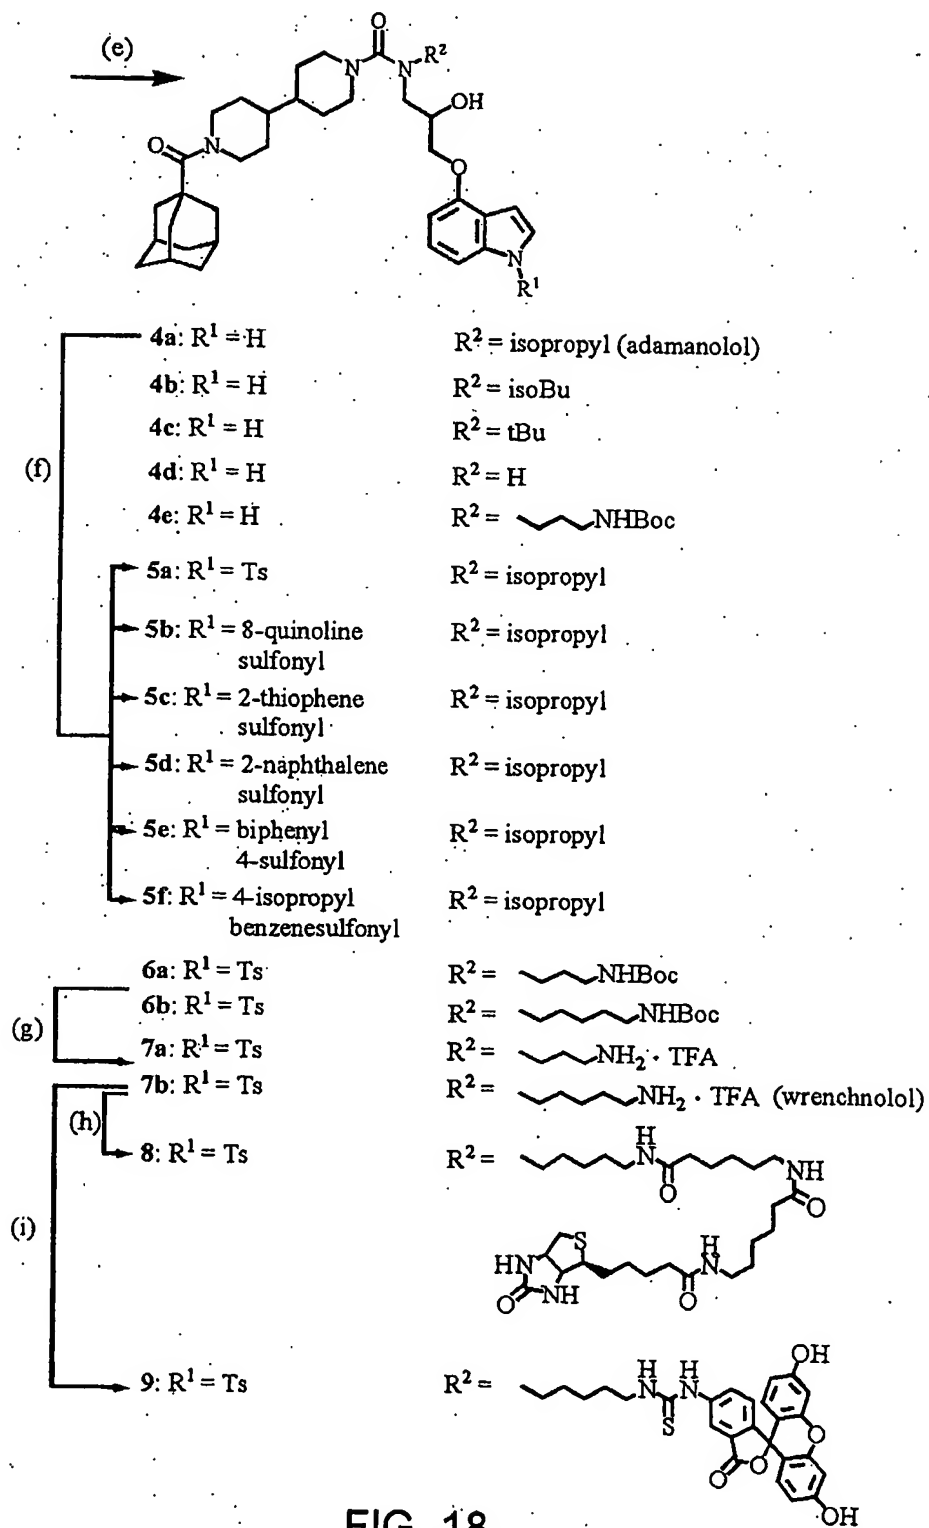 (e)
O
N
N-R²
OH
O
N
O
N
R¹
4a: R¹ = H R² = isopropyl (adamanolol)
4b: R¹ = H R² = isoBu
4c: R¹ = H R² = tBu
(f)
4d: R¹ = H R² = H
4e: R¹ = H R² = NHBoc
5a: R¹ = Ts R² = isopropyl
5b: R¹ = 8-quinoline R² = isopropyl
sulfonyl
5c: R¹ = 2-thiophene R² = isopropyl
sulfonyl
5d: R¹ = 2-naphthalene R² = isopropyl
sulfonyl
5e: R¹ = biphenyl R² = isopropyl
4-sulfonyl
5f: R¹ = 4-isopropyl R² = isopropyl
benzenesulfonyl
6a: R¹ = Ts R² = NHBoc
(g)
6b: R¹ = Ts R² = NHBoc
7a: R¹ = Ts R² = NH₂ · TFA
7b: R¹ = Ts R² = NH₂ · TFA (wrenchnolol)
(h)
8: R¹ = Ts R² = H N O NH O
(i)
S HN NH O O H N
9: R¹ = Ts R² = H N S H N O O O OH OH
FIG. 18